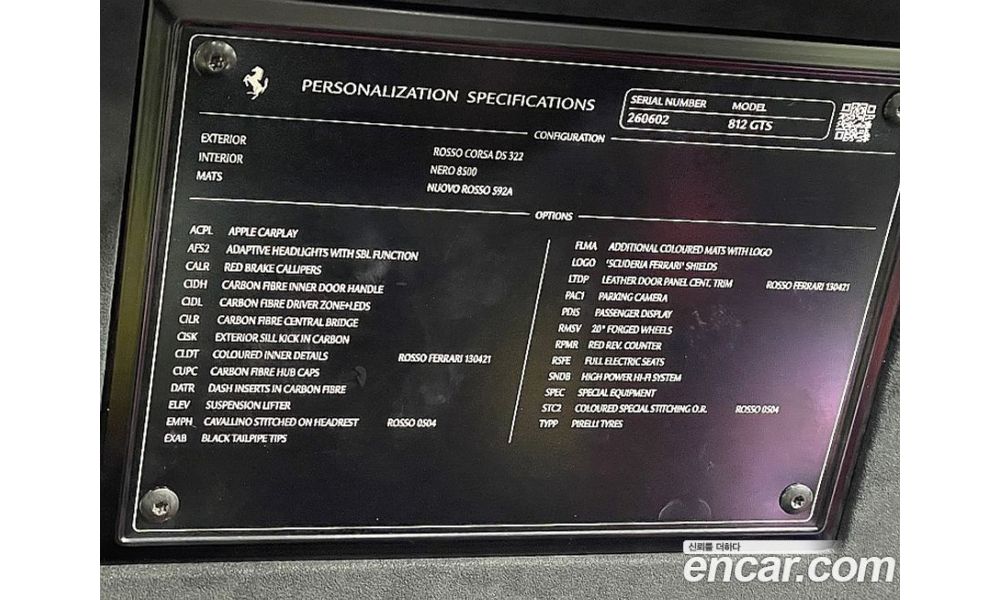 PERSONALIZATION SPECIFICATIONS
SERIAL NUMBER MODEL
260602 812 GTS
CONFIGURATION
EXTERIOR ROSSO CORSA DS 322
INTERIOR NERO 8500
MATS NUOVO ROSSO 592A
OPTIONS
ACPL APPLE CARPLAY
AFS2 ADAPTIVE HEADLIGHTS WITH SBL FUNCTION
CALR RED BRAKE CALLIPERS
CIDH CARBON FIBRE INNER DOOR HANDLE
CIDL CARBON FIBRE DRIVER ZONE+LEDS
CILR CARBON FIBRE CENTRAL BRIDGE
CISK EXTERIOR SILL KICK IN CARBON
CLDT COLOURED INNER DETAILS ROSSO FERRARI 130421
CUPC CARBON FIBRE HUB CAPS
DATR DASH INSERTS IN CARBON FIBRE
ELEV SUSPENSION LIFTER
EMPH CAVALLINO STITCHED ON HEADREST ROSSO 0504
EXAB BLACK TAILPIPE TIPS
FLMA ADDITIONAL COLOURED MATS WITH LOGO
LOGO 'SCUDERIA FERRARI' SHIELDS
LTDP LEATHER DOOR PANEL CENT. TRIM ROSSO FERRARI 130421
PAC1 PARKING CAMERA
PDIS PASSENGER DISPLAY
RMSV 20" FORGED WHEELS
RPMR RED REV. COUNTER
RSFE FULL ELECTRIC SEATS
SNDB HIGH POWER HI-FI SYSTEM
SPEC SPECIAL EQUIPMENT
STC2 COLOURED SPECIAL STITCHING O.R. ROSSO 0504
TYPP PIRELLI TYRES
신뢰를 더하다
encar.com